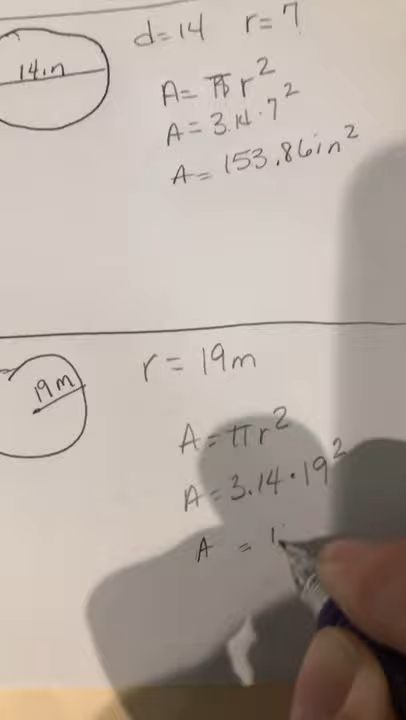 d=14 r=7
14in
A=πr²
A=3.14·7²
A=153.86in²
r=19m
19m
A=πr²
A=3.14·19²
A = 1